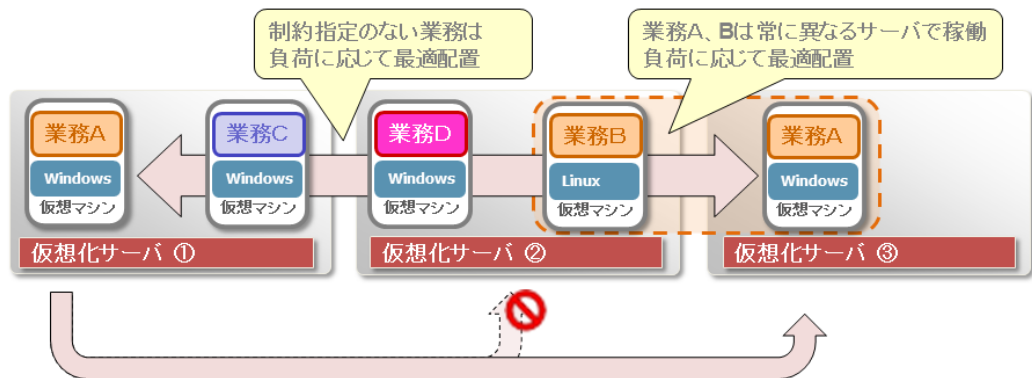 制約指定のない業務は
負荷に応じて最適配置
業務A、Bは常に異なるサーバで稼働
負荷に応じて最適配置
業務A
Windows
仮想マシン
業務C
Windows
仮想マシン
業務D
Windows
仮想マシン
業務B
Linux
仮想マシン
業務A
Windows
仮想マシン
仮想化サーバ ①
仮想化サーバ ②
仮想化サーバ ③